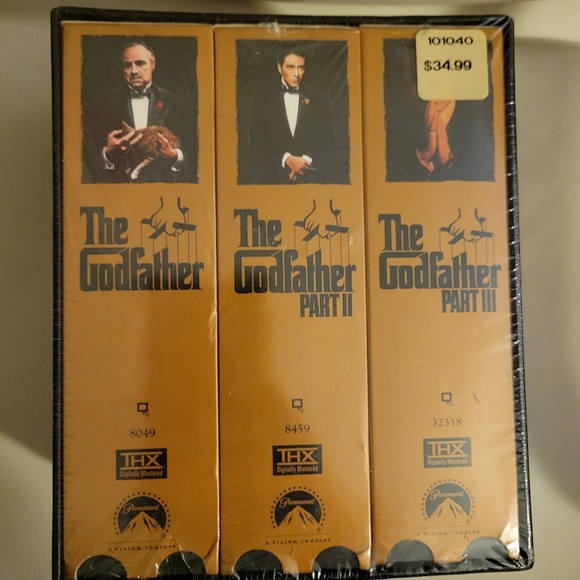 101040
$34.99
The
Godfather
8049
THX
Digitally Mastered
Paramount
A VIACOM COMPANY
The
Godfather
PART II
8459
THX
Digitally Mastered
Paramount
A VIACOM COMPANY
The
Godfather
PART III
32318
THX
Digitally Mastered
Paramount
A VIACOM COMPANY